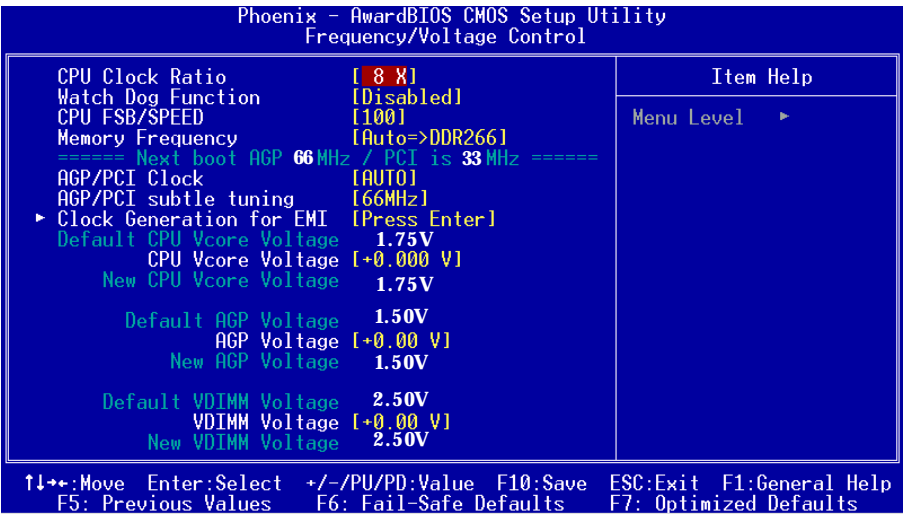 Phoenix - AwardBIOS CMOS Setup Utility
Frequency/Voltage Control
CPU Clock Ratio [ 8 X]
Watch Dog Function [Disabled]
CPU FSB/SPEED [100]
Memory Frequency [Auto=>DDR266]
====== Next boot AGP 66 MHz / PCI is 33 MHz ======
AGP/PCI Clock [AUTO]
AGP/PCI subtle tuning [66MHz]
► Clock Generation for EMI [Press Enter]
Default CPU Vcore Voltage 1.75V
CPU Vcore Voltage [+0.000 V]
New CPU Vcore Voltage 1.75V
Default AGP Voltage 1.50V
AGP Voltage [+0.00 V]
New AGP Voltage 1.50V
Default VDIMM Voltage 2.50V
VDIMM Voltage [+0.00 V]
New VDIMM Voltage 2.50V
Item Help
Menu Level ►
↑↓→←:Move Enter:Select +/-/PU/PD:Value F10:Save ESC:Exit F1:General Help
F5: Previous Values F6: Fail-Safe Defaults F7: Optimized Defaults